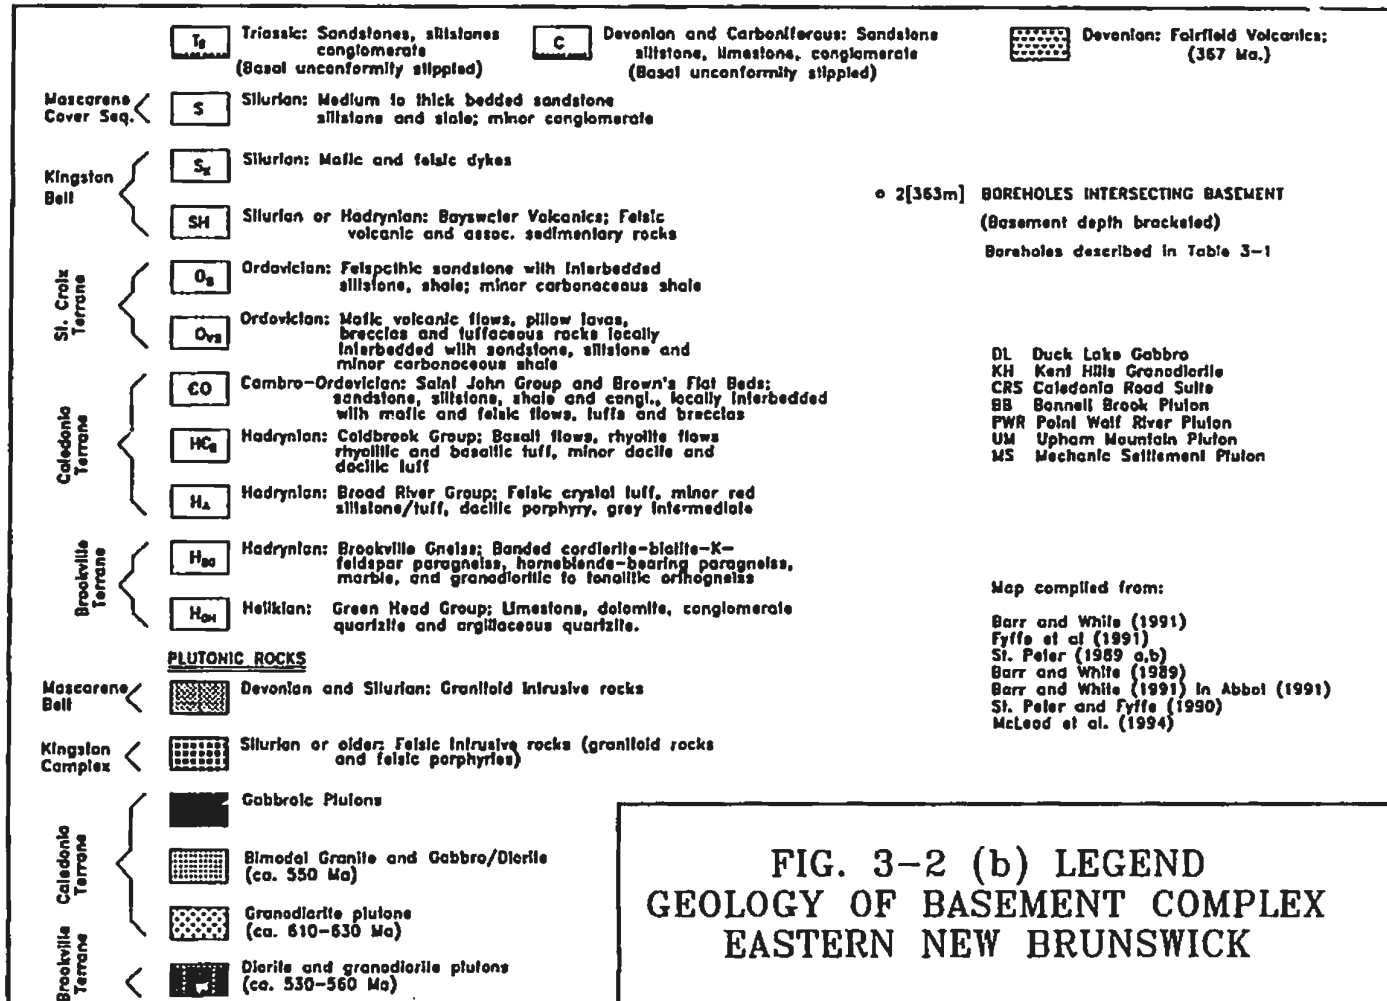 Tᴿ Triassic: Sandstones, siltstones
conglomerate
(Basal unconformity stippled)
C Devonian and Carboniferous: Sandstone
siltstone, limestone, conglomerate
(Basal unconformity stippled)
Devonian: Fairfield Volcanics;
(367 Ma.)
Mascarene
Cover Seq.
S Silurian: Medium to thick bedded sandstone
siltstone and slate; minor conglomerate
Kingston
Belt
SK Silurian: Mafic and felsic dykes
SH Silurian or Hadrynian: Bayswater Volcanics; Felsic
volcanic and assoc. sedimentary rocks
St. Croix
Terrane
OS Ordovician: Felspathic sandstone with interbedded
siltstone, shale; minor carbonaceous shale
OVS Ordovician: Mafic volcanic flows, pillow lavas,
breccias and tuffaceous rocks locally
interbedded with sandstone, siltstone and
minor carbonaceous shale
Caledonia
Terrane
ЄO Cambro-Ordovician: Saint John Group and Brown's Flat Beds;
sandstone, siltstone, shale and congl., locally interbedded
with mafic and felsic flows, tuffs and breccias
HCB Hadrynian: Coldbrook Group; Basalt flows, rhyolite flows
rhyolitic and basaltic tuff, minor dacite and
dacitic tuff
HA Hadrynian: Broad River Group; Felsic crystal tuff, minor red
siltstone/tuff, dacitic porphyry, grey intermediate
Brookville
Terrane
HBG Hadrynian: Brookville Gneiss; Banded cordierite-biotite-K-
feldspar paragneiss, horneblende-bearing paragneiss,
marble, and granodioritic to tonalitic orthogneiss
HGH Helikian: Green Head Group; Limestone, dolomite, conglomerate
quartzite and argillaceous quartzite.
PLUTONIC ROCKS
Mascarene
Belt
Devonian and Silurian: Granitoid intrusive rocks
Kingston
Complex
Silurian or older: Felsic intrusive rocks (granitoid rocks
and felsic porphyries)
Caledonia
Terrane
Gabbroic Plutons
Bimodal Granite and Gabbro/Diorite
(ca. 550 Ma)
Granodiorite plutons
(ca. 610-630 Ma)
Brookville
Terrane
Diorite and granodiorite plutons
(ca. 530-560 Ma)
2[363m] BOREHOLES INTERSECTING BASEMENT
(Basement depth bracketed)
Boreholes described in Table 3-1
DL Duck Lake Gabbro
KH Kent Hills Granodiorite
CRS Caledonia Road Suite
BB Bonnell Brook Pluton
PWR Point Wolf River Pluton
UM Upham Mountain Pluton
MS Mechanic Settlement Pluton
Map compiled from:
Barr and White (1991)
Fyffe et al (1991)
St. Peter (1989 a,b)
Barr and White (1989)
Barr and White (1991) in Abbot (1991)
St. Peter and Fyffe (1990)
McLeod et al. (1994)
FIG. 3-2 (b) LEGEND
GEOLOGY OF BASEMENT COMPLEX
EASTERN NEW BRUNSWICK